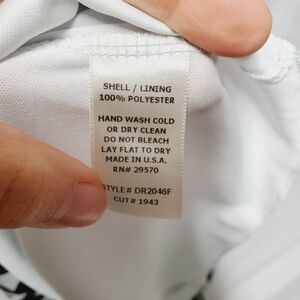 SHELL / LINING
100% POLYESTER
HAND WASH COLD
OR DRY CLEAN
DO NOT BLEACH
LAY FLAT TO DRY
MADE IN U.S.A.
RN# 29570
STYLE# DR2046F
CUT# 1943